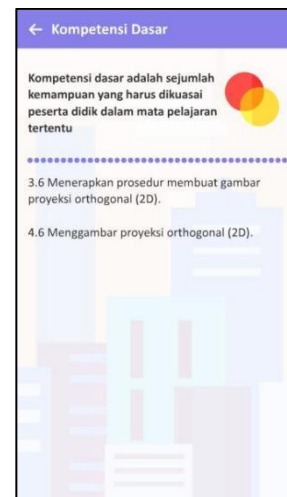 ← Kompetensi Dasar
Kompetensi dasar adalah sejumlah
kemampuan yang harus dikuasai
peserta didik dalam mata pelajaran
tertentu
3.6 Menerapkan prosedur membuat gambar
proyeksi orthogonal (2D).
4.6 Menggambar proyeksi orthogonal (2D).